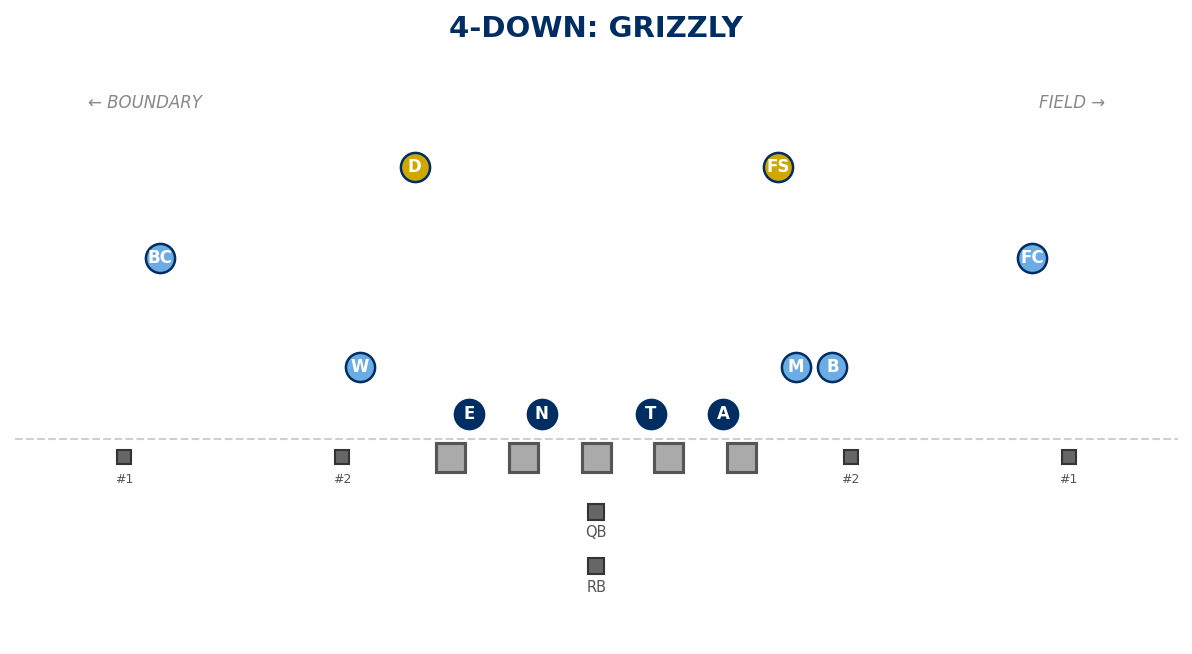 4-DOWN: GRIZZLY
← BOUNDARY
FIELD →
D
FS
BC
FC
W
M
B
E
N
T
A
#1
#2
#2
#1
QB
RB